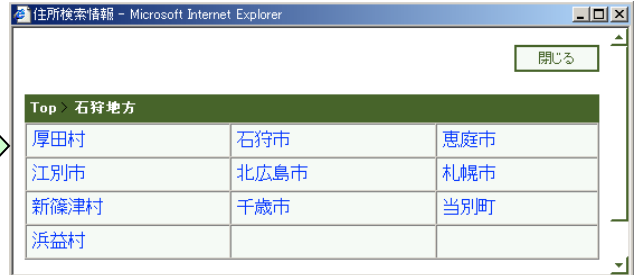 住所検索情報 - Microsoft Internet Explorer
閉じる
Top > 石狩地方
厚田村 石狩市 恵庭市
江別市 北広島市 札幌市
新篠津村 千歳市 当別町
浜益村